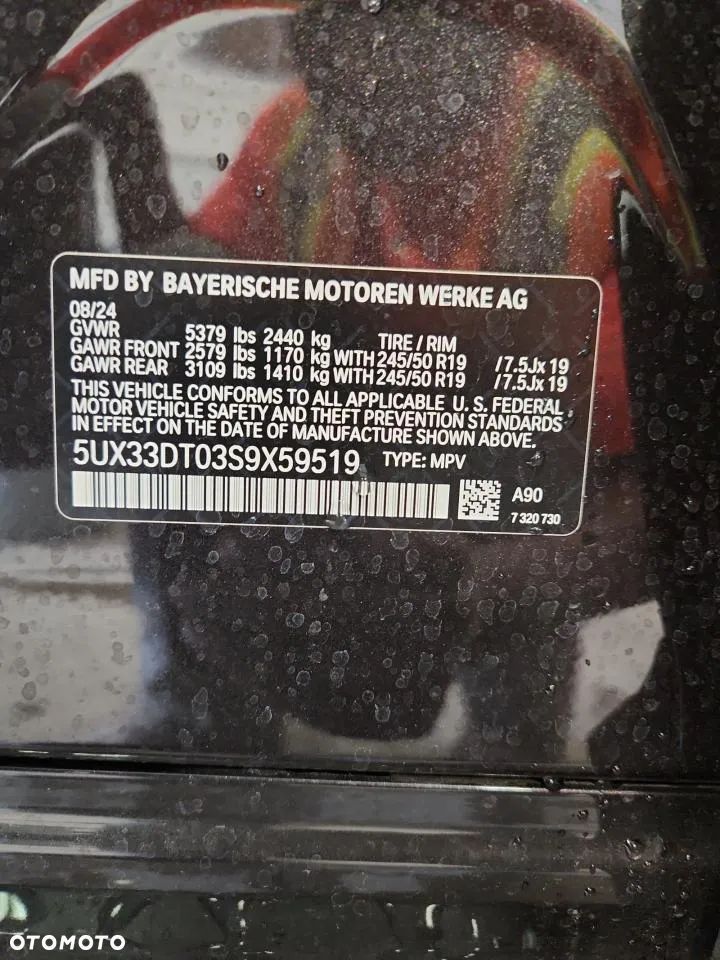 MFD BY BAYERISCHE MOTOREN WERKE AG
08/24
GVWR 5379 lbs 2440 kg TIRE / RIM
GAWR FRONT 2579 lbs 1170 kg WITH 245/50 R19 / 7.5Jx 19
GAWR REAR 3109 lbs 1410 kg WITH 245/50 R19 / 7.5Jx 19
THIS VEHICLE CONFORMS TO ALL APPLICABLE U. S. FEDERAL
MOTOR VEHICLE SAFETY AND THEFT PREVENTION STANDARDS
IN EFFECT ON THE DATE OF MANUFACTURE SHOWN ABOVE.
5UX33DT03S9X59519 TYPE: MPV
A90
7 320 730
OTOMOTO